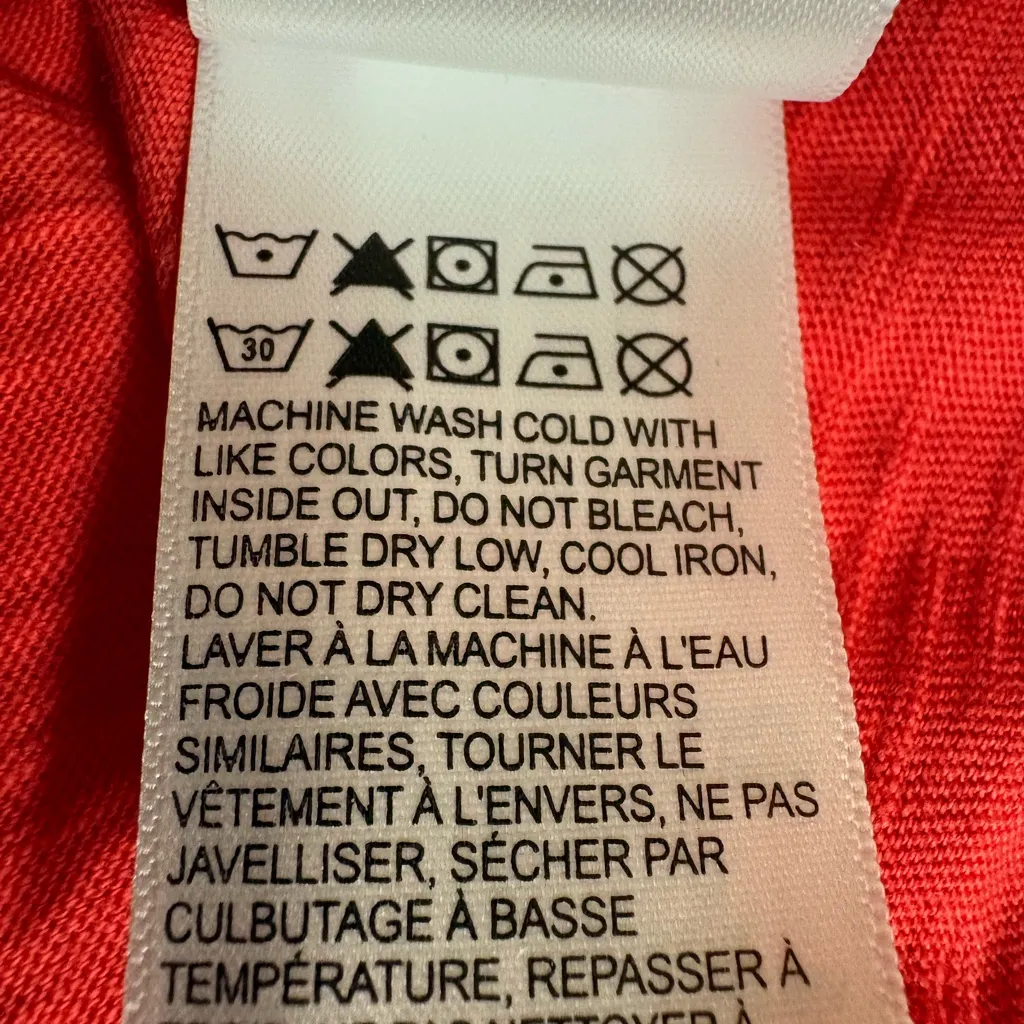 30
MACHINE WASH COLD WITH
LIKE COLORS, TURN GARMENT
INSIDE OUT, DO NOT BLEACH,
TUMBLE DRY LOW, COOL IRON,
DO NOT DRY CLEAN.
LAVER À LA MACHINE À L'EAU
FROIDE AVEC COULEURS
SIMILAIRES, TOURNER LE
VÊTEMENT À L'ENVERS, NE PAS
JAVELLISER, SÉCHER PAR
CULBUTAGE À BASSE
TEMPÉRATURE, REPASSER À
NETTOYER À